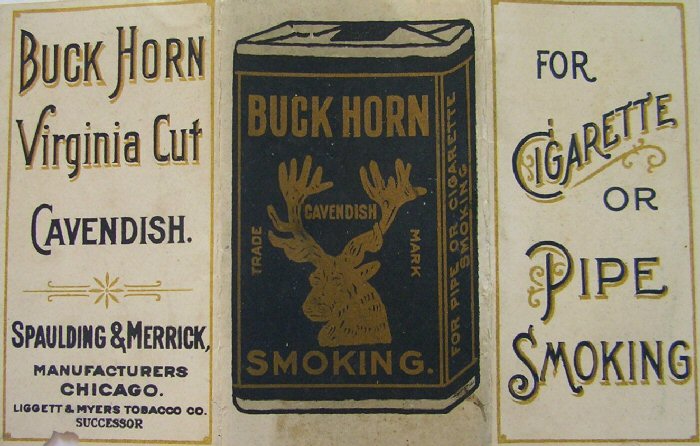 BUCK HORN
Virginia Cut
CAVENDISH.
SPAULDING & MERRICK,
MANUFACTURERS
CHICAGO.
LIGGETT & MYERS TOBACCO CO.
SUCCESSOR
BUCK HORN
CAVENDISH
TRADE
MARK
SMOKING.
FOR PIPE OR CIGARETTE
SMOKING
FOR
CIGARETTE
OR
PIPE
SMOKING